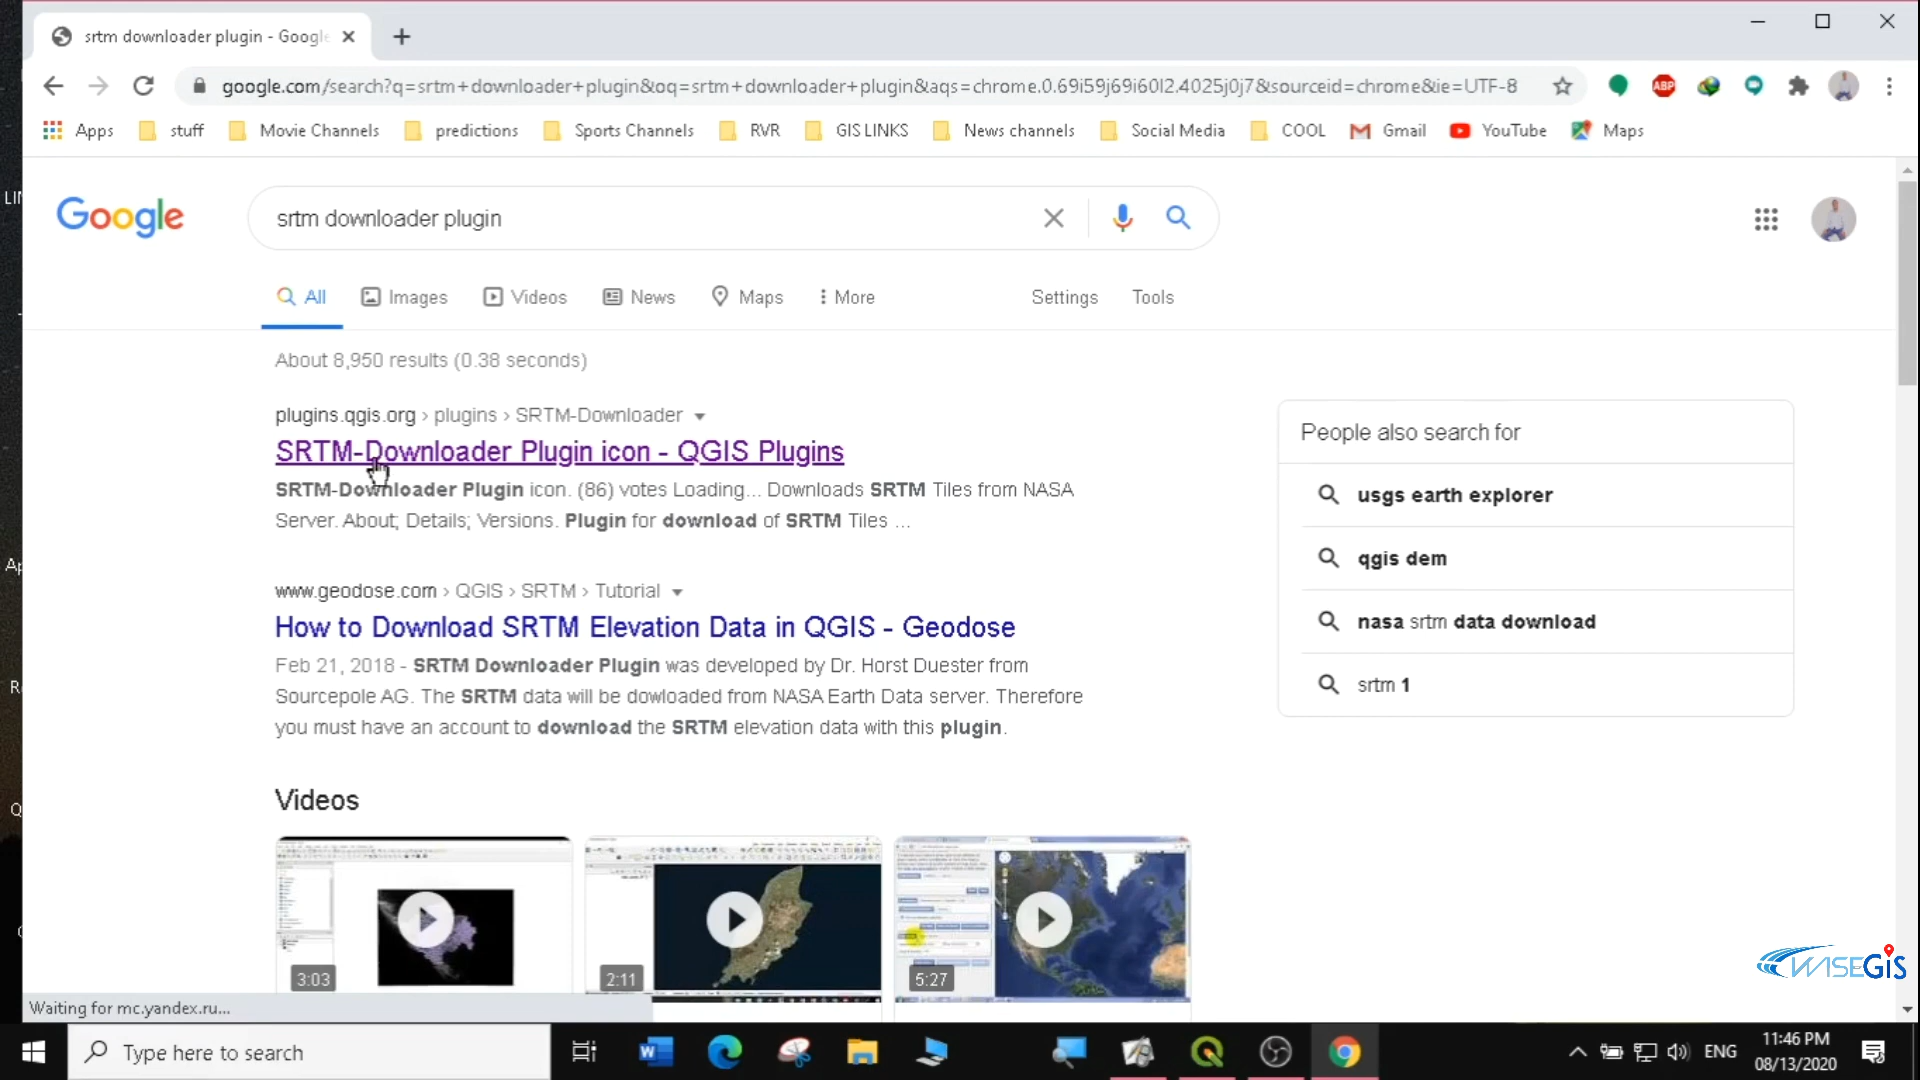 srtm downloader plugin - Google
google.com/search?q=srtm+downloader+plugin&oq=srtm+downloader+plugin&aqs=chrome.0.69i59j69i60l2.4025j0j7&sourceid=chrome&ie=UTF-8
ABP
Apps stuff Movie Channels predictions Sports Channels RVR GIS LINKS News channels Social Media COOL Gmail YouTube Maps
Google
srtm downloader plugin
All Images Videos News Maps More Settings Tools
About 8,950 results (0.38 seconds)
plugins.qgis.org › plugins › SRTM-Downloader
SRTM-Downloader Plugin icon - QGIS Plugins
SRTM-Downloader Plugin icon. (86) votes Loading... Downloads SRTM Tiles from NASA
Server. About; Details; Versions. Plugin for download of SRTM Tiles ...
People also search for
usgs earth explorer
qgis dem
nasa srtm data download
srtm 1
www.geodose.com › QGIS › SRTM › Tutorial
How to Download SRTM Elevation Data in QGIS - Geodose
Feb 21, 2018 - SRTM Downloader Plugin was developed by Dr. Horst Duester from
Sourcepole AG. The SRTM data will be dowloaded from NASA Earth Data server. Therefore
you must have an account to download the SRTM elevation data with this plugin.
Videos
3:03
2:11
5:27
WISEGIS
Waiting for mc.yandex.ru...
Type here to search
ENG
11:46 PM
08/13/2020